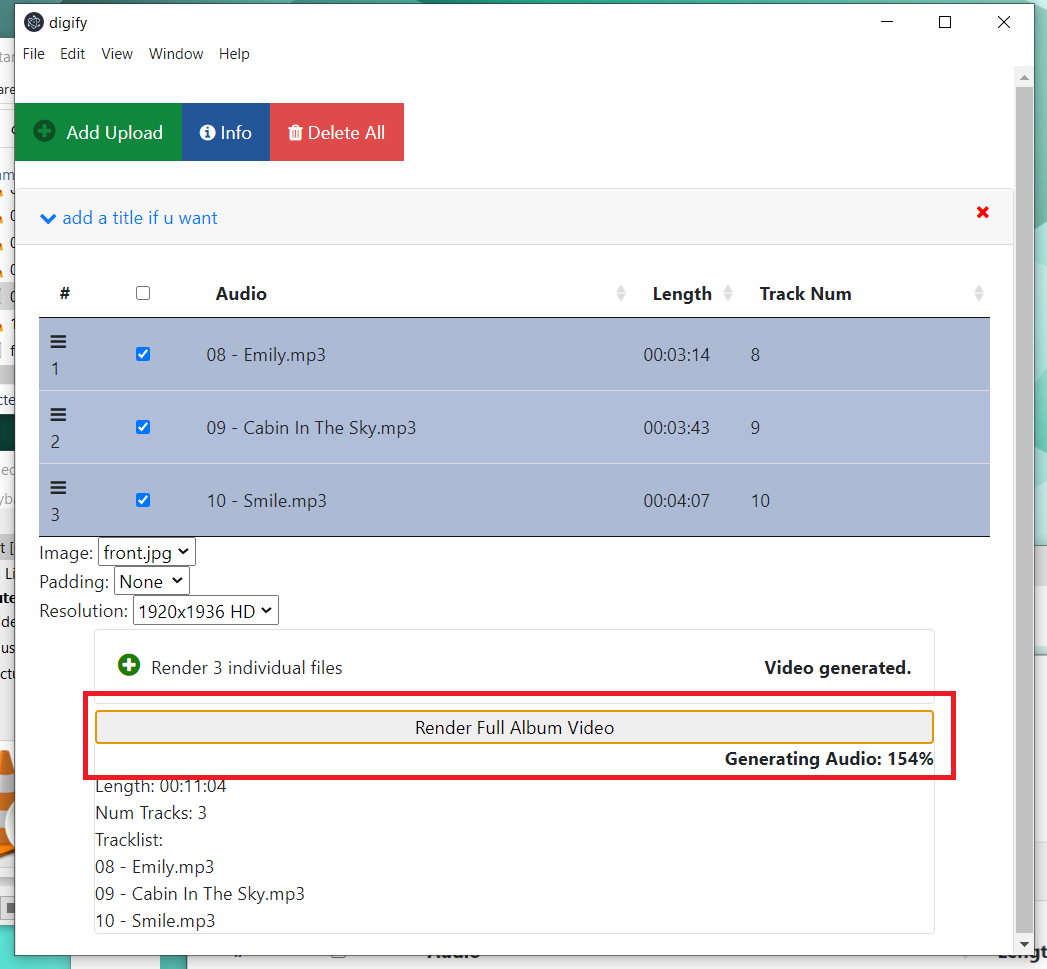 digify
File Edit View Window Help
Add Upload Info Delete All
add a title if u want
# Audio Length Track Num
1 08 - Emily.mp3 00:03:14 8
2 09 - Cabin In The Sky.mp3 00:03:43 9
3 10 - Smile.mp3 00:04:07 10
Image: front.jpg
Padding: None
Resolution: 1920x1936 HD
Render 3 individual files Video generated.
Render Full Album Video
Generating Audio: 154%
Length: 00:11:04
Num Tracks: 3
Tracklist:
08 - Emily.mp3
09 - Cabin In The Sky.mp3
10 - Smile.mp3